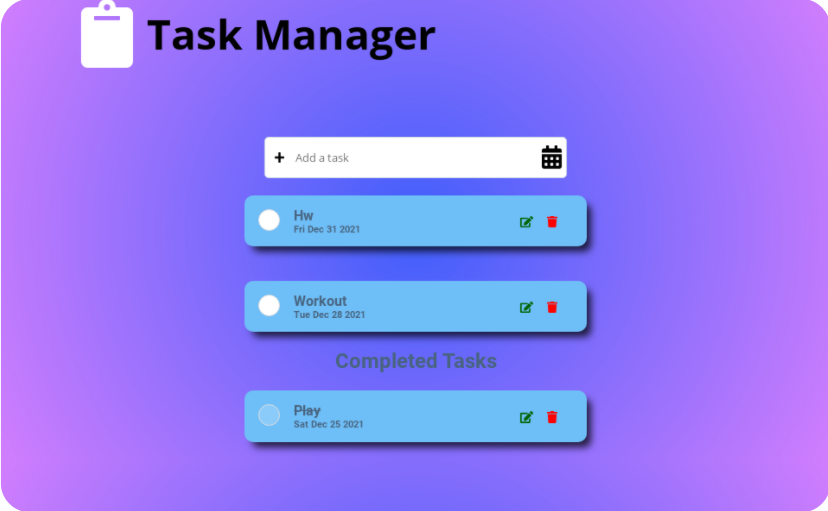 Task Manager
Add a task
Hw
Fri Dec 31 2021
Workout
Tue Dec 28 2021
Completed Tasks
Play
Sat Dec 25 2021